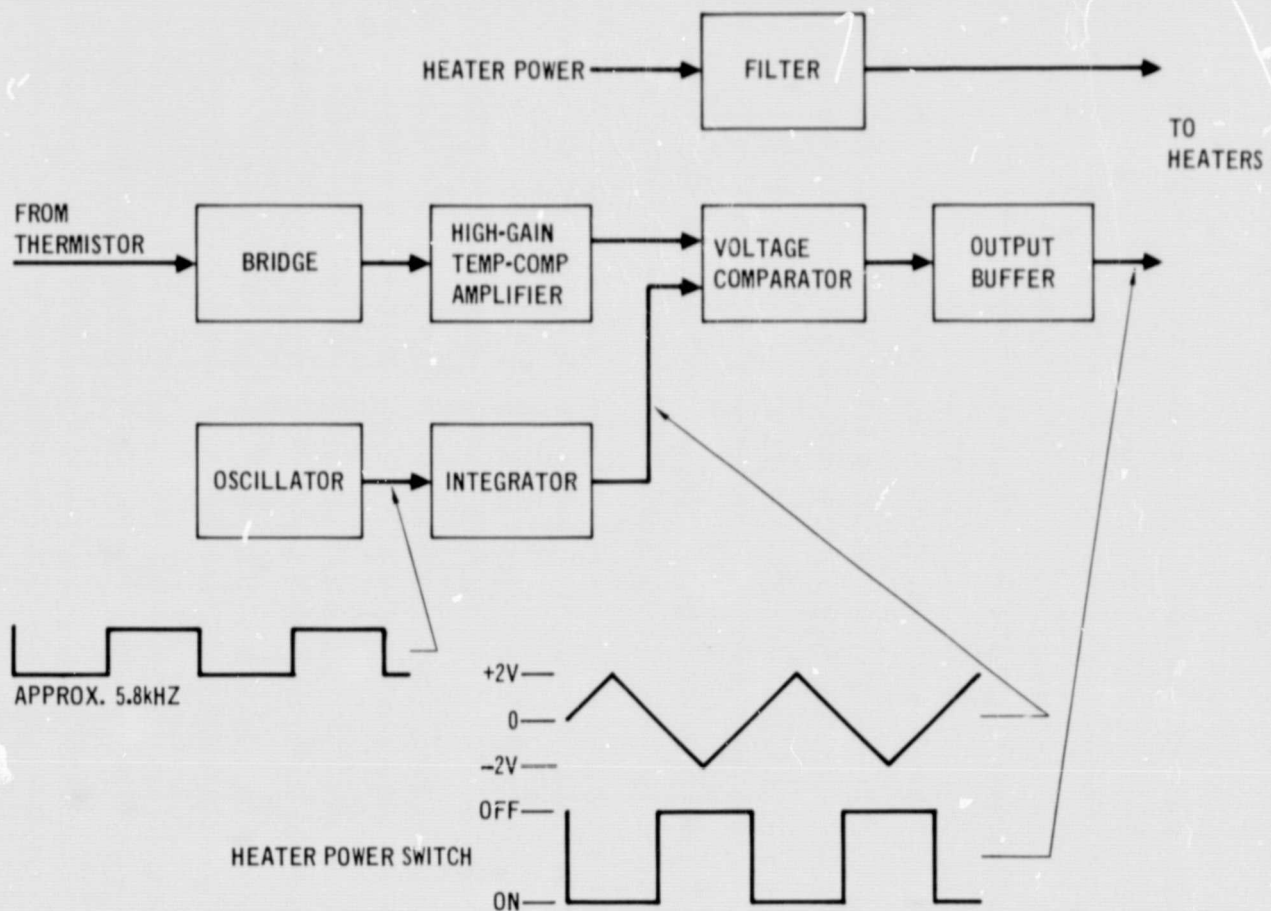 HEATER POWER
FILTER
TO
HEATERS
FROM
THERMISTOR
BRIDGE
HIGH-GAIN
TEMP-COMP
AMPLIFIER
VOLTAGE
COMPARATOR
OUTPUT
BUFFER
OSCILLATOR
INTEGRATOR
APPROX. 5.8kHZ
+2V
0
-2V
OFF
HEATER POWER SWITCH
ON